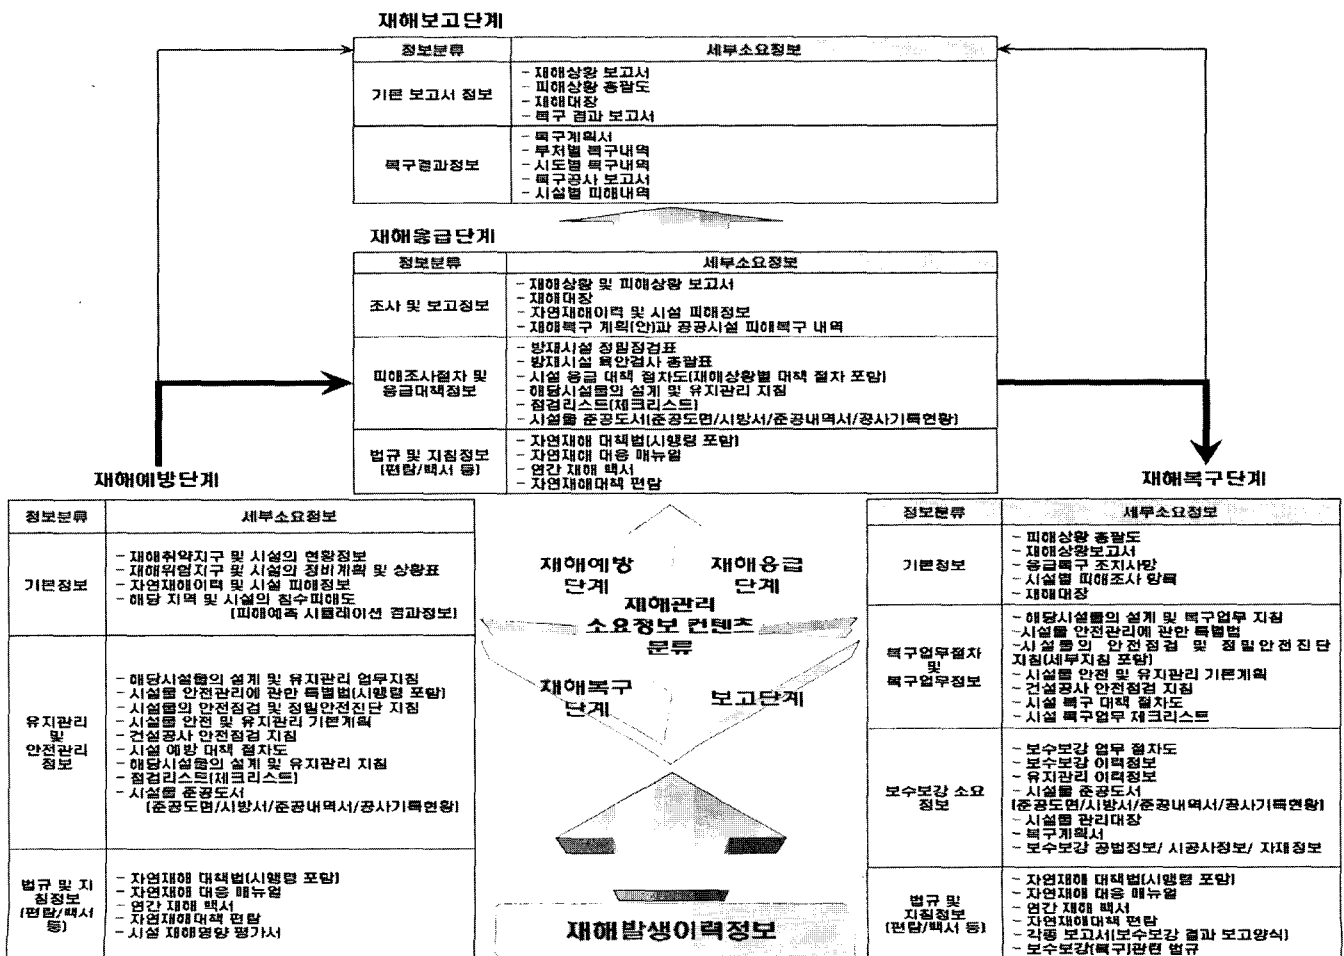 재해보고단계
정보분류 세부소요정보
기본 보고서 정보
- 재해상황 보고서
- 피해상황 총괄도
- 재해대장
- 복구 결과 보고서
복구결과정보
- 복구계획서
- 부처별 복구내역
- 시도별 복구내역
- 복구공사 보고서
- 시설별 피해내역
재해응급단계
정보분류 세부소요정보
조사 및 보고정보
- 재해상황 및 피해상황 보고서
- 재해대장
- 자연재해이력 및 시설 피해정보
- 재해복구 계획(안)과 공공시설 피해복구 내역
피해조사절차 및
응급대책정보
- 방재시설 정밀점검표
- 방재시설 육안검사 총괄표
- 시설 응급 대책 절차도(재해상황별 대책 절차 포함)
- 해당시설물의 설계 및 유지관리 지침
- 점검리스트(체크리스트)
- 시설물 준공도서(준공도면/시방서/준공내역서/공사기록현황)
법규 및 지침정보
(편람/백서 등)
- 자연재해 대책법(시행령 포함)
- 자연재해 대응 매뉴얼
- 연간 재해 백서
- 자연재해대책 편람
재해예방단계
정보분류 세부소요정보
기본정보
- 재해취약지구 및 시설의 현황정보
- 재해위험지구 및 시설의 정비계획 및 상황표
- 자연재해이력 및 시설 피해정보
- 해당 지역 및 시설의 침수피해도
(피해예측 시뮬레이션 결과정보)
유지관리
및
안전관리
정보
- 해당시설물의 설계 및 유지관리 업무지침
- 시설물 안전관리에 관한 특별법(시행령 포함)
- 시설물의 안전점검 및 정밀안전진단 지침
- 시설물 안전 및 유지관리 기본계획
- 건설공사 안전점검 지침
- 시설 예방 대책 절차도
- 해당시설물의 설계 및 유지관리 지침
- 점검리스트(체크리스트)
- 시설물 준공도서
(준공도면/시방서/준공내역서/공사기록현황)
법규 및 지
침정보
(편람/백서
등)
- 자연재해 대책법(시행령 포함)
- 자연재해 대응 매뉴얼
- 연간 재해 백서
- 자연재해대책 편람
- 시설 재해영향 평가서
재해예방
단계
재해응급
단계
재해관리
소요정보 컨텐츠
분류
재해복구
단계
보고단계
재해발생이력정보
재해복구단계
정보분류 세부소요정보
기본정보
- 피해상황 총괄도
- 재해상황보고서
- 응급복구 조치사항
- 시설별 피해조사 항목
- 재해대장
복구업무절차
및
복구업무정보
- 해당시설물의 설계 및 복구업무 지침
-시설물 안전관리에 관한 특별법
-시설물의 안전점검 및 정밀안전진단
지침(세부지침 포함)
- 시설물 안전 및 유지관리 기본계획
- 건설공사 안전점검 지침
- 시설 복구 대책 절차도
- 시설 복구업무 체크리스트
보수보강 소요
정보
- 보수보강 업무 절차도
- 보수보강 이력정보
- 유지관리 이력정보
- 시설물 준공도서
(준공도면/시방서/준공내역서/공사기록현황)
- 시설물 관리대장
- 복구계획서
- 보수보강 공법정보/ 시공사정보/ 자재정보
법규 및
지침정보
(편람/백서 등)
- 자연재해 대책법(시행령 포함)
- 자연재해 대응 매뉴얼
- 연간 재해 백서
- 자연재해대책 편람
- 각종 보고서(보수보강 결과 보고양식)
- 보수보강(복구)관련 법규